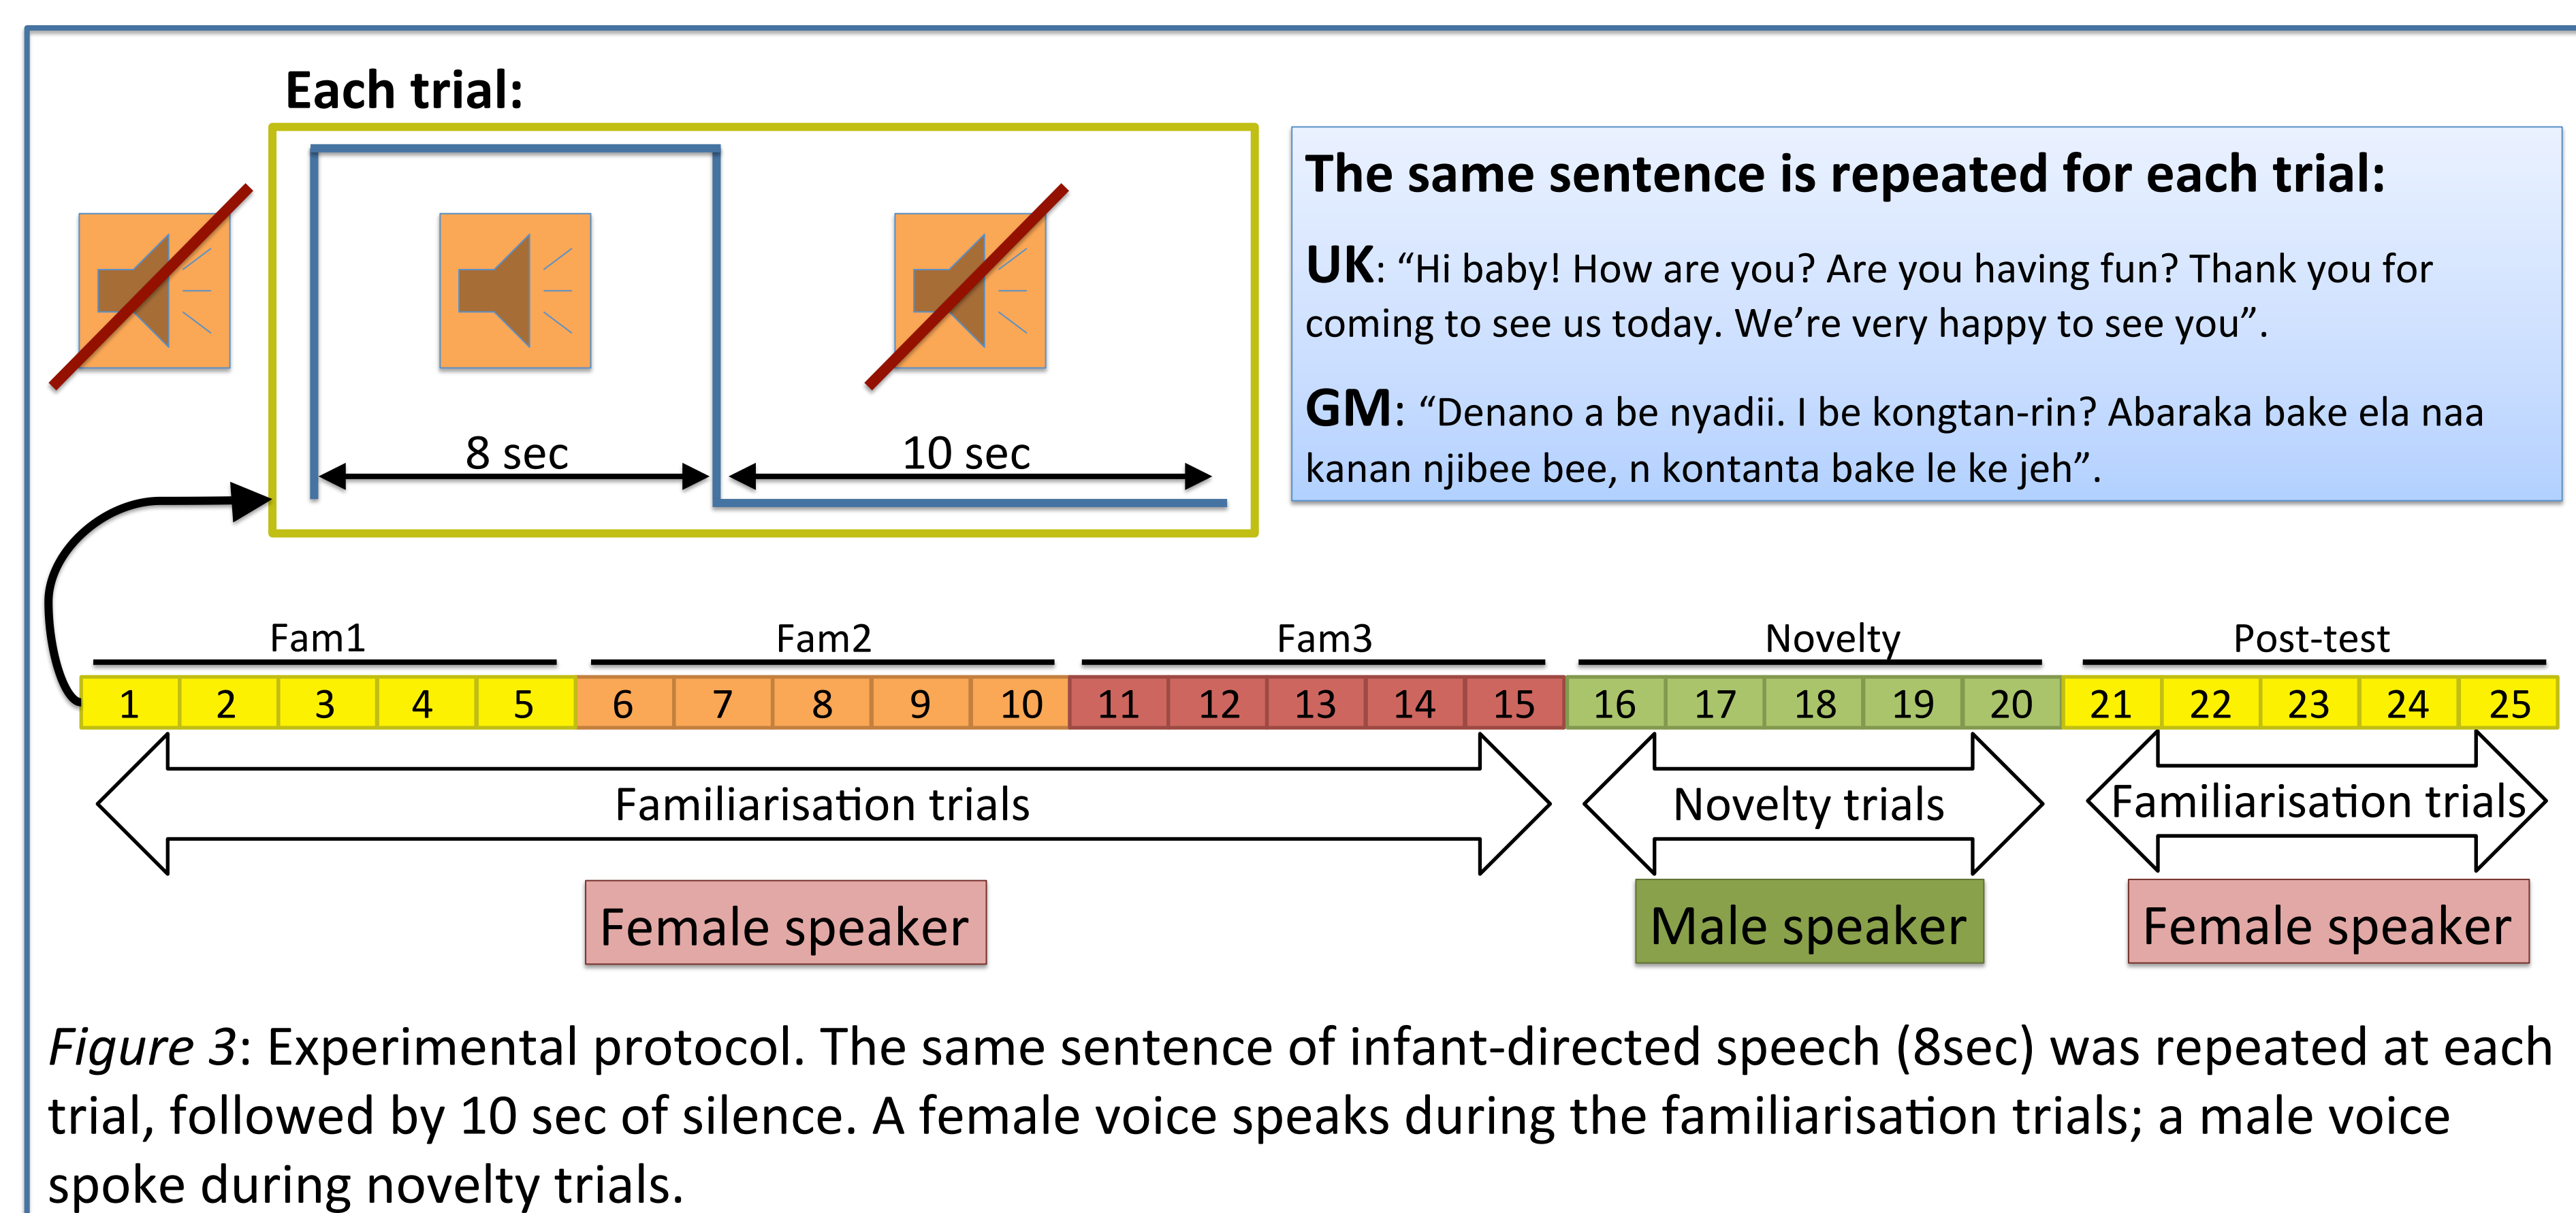 Each trial:
8 sec
10 sec
The same sentence is repeated for each trial:
UK: “Hi baby! How are you? Are you having fun? Thank you for
coming to see us today. We’re very happy to see you”.
GM: “Denano a be nyadii. I be kongtan-rin? Abaraka bake ela naa
kanan njibee bee, n kontanta bake le ke jeh”.
Fam1 Fam2 Fam3 Novelty Post-test
1 2 3 4 5 6 7 8 9 10 11 12 13 14 15 16 17 18 19 20 21 22 23 24 25
Familiarisation trials Novelty trials Familiarisation trials
Female speaker Male speaker Female speaker
Figure 3: Experimental protocol. The same sentence of infant-directed speech (8sec) was repeated at each
trial, followed by 10 sec of silence. A female voice speaks during the familiarisation trials; a male voice
spoke during novelty trials.